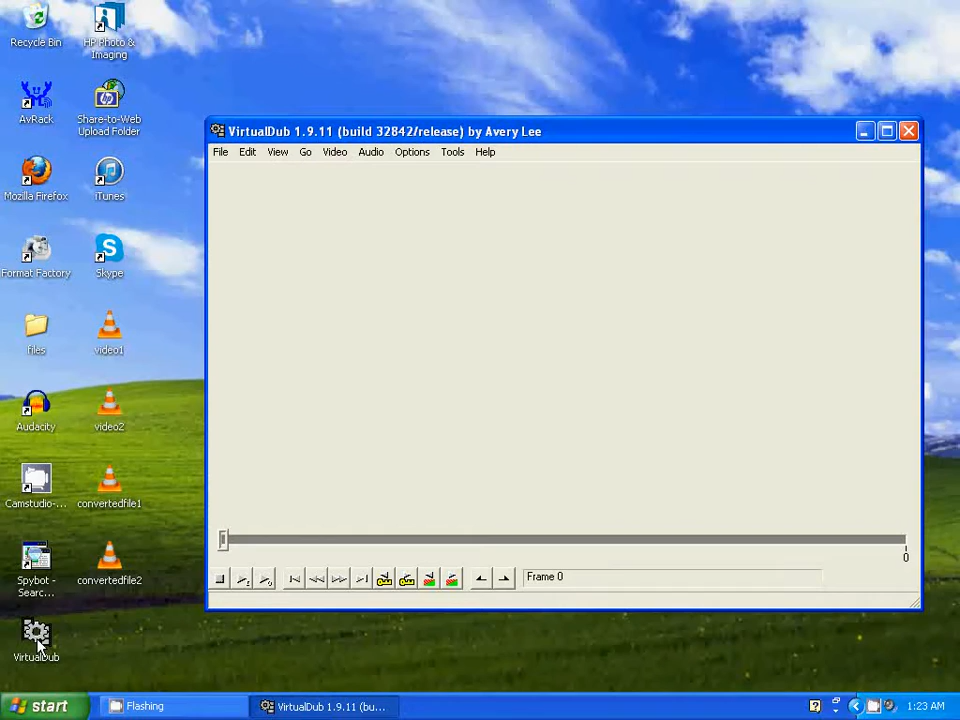 Recycle Bin
HP Photo &
Imaging
AvRack
Share-to-Web
Upload Folder
Mozilla Firefox
iTunes
Format Factory
Skype
files
video1
Audacity
video2
Camstudio-...
convertedfile1
Spybot -
Searc...
convertedfile2
VirtualDub
VirtualDub 1.9.11 (build 32842/release) by Avery Lee
File Edit View Go Video Audio Options Tools Help
0
Frame 0
start
Flashing
VirtualDub 1.9.11 (bu...
1:23 AM